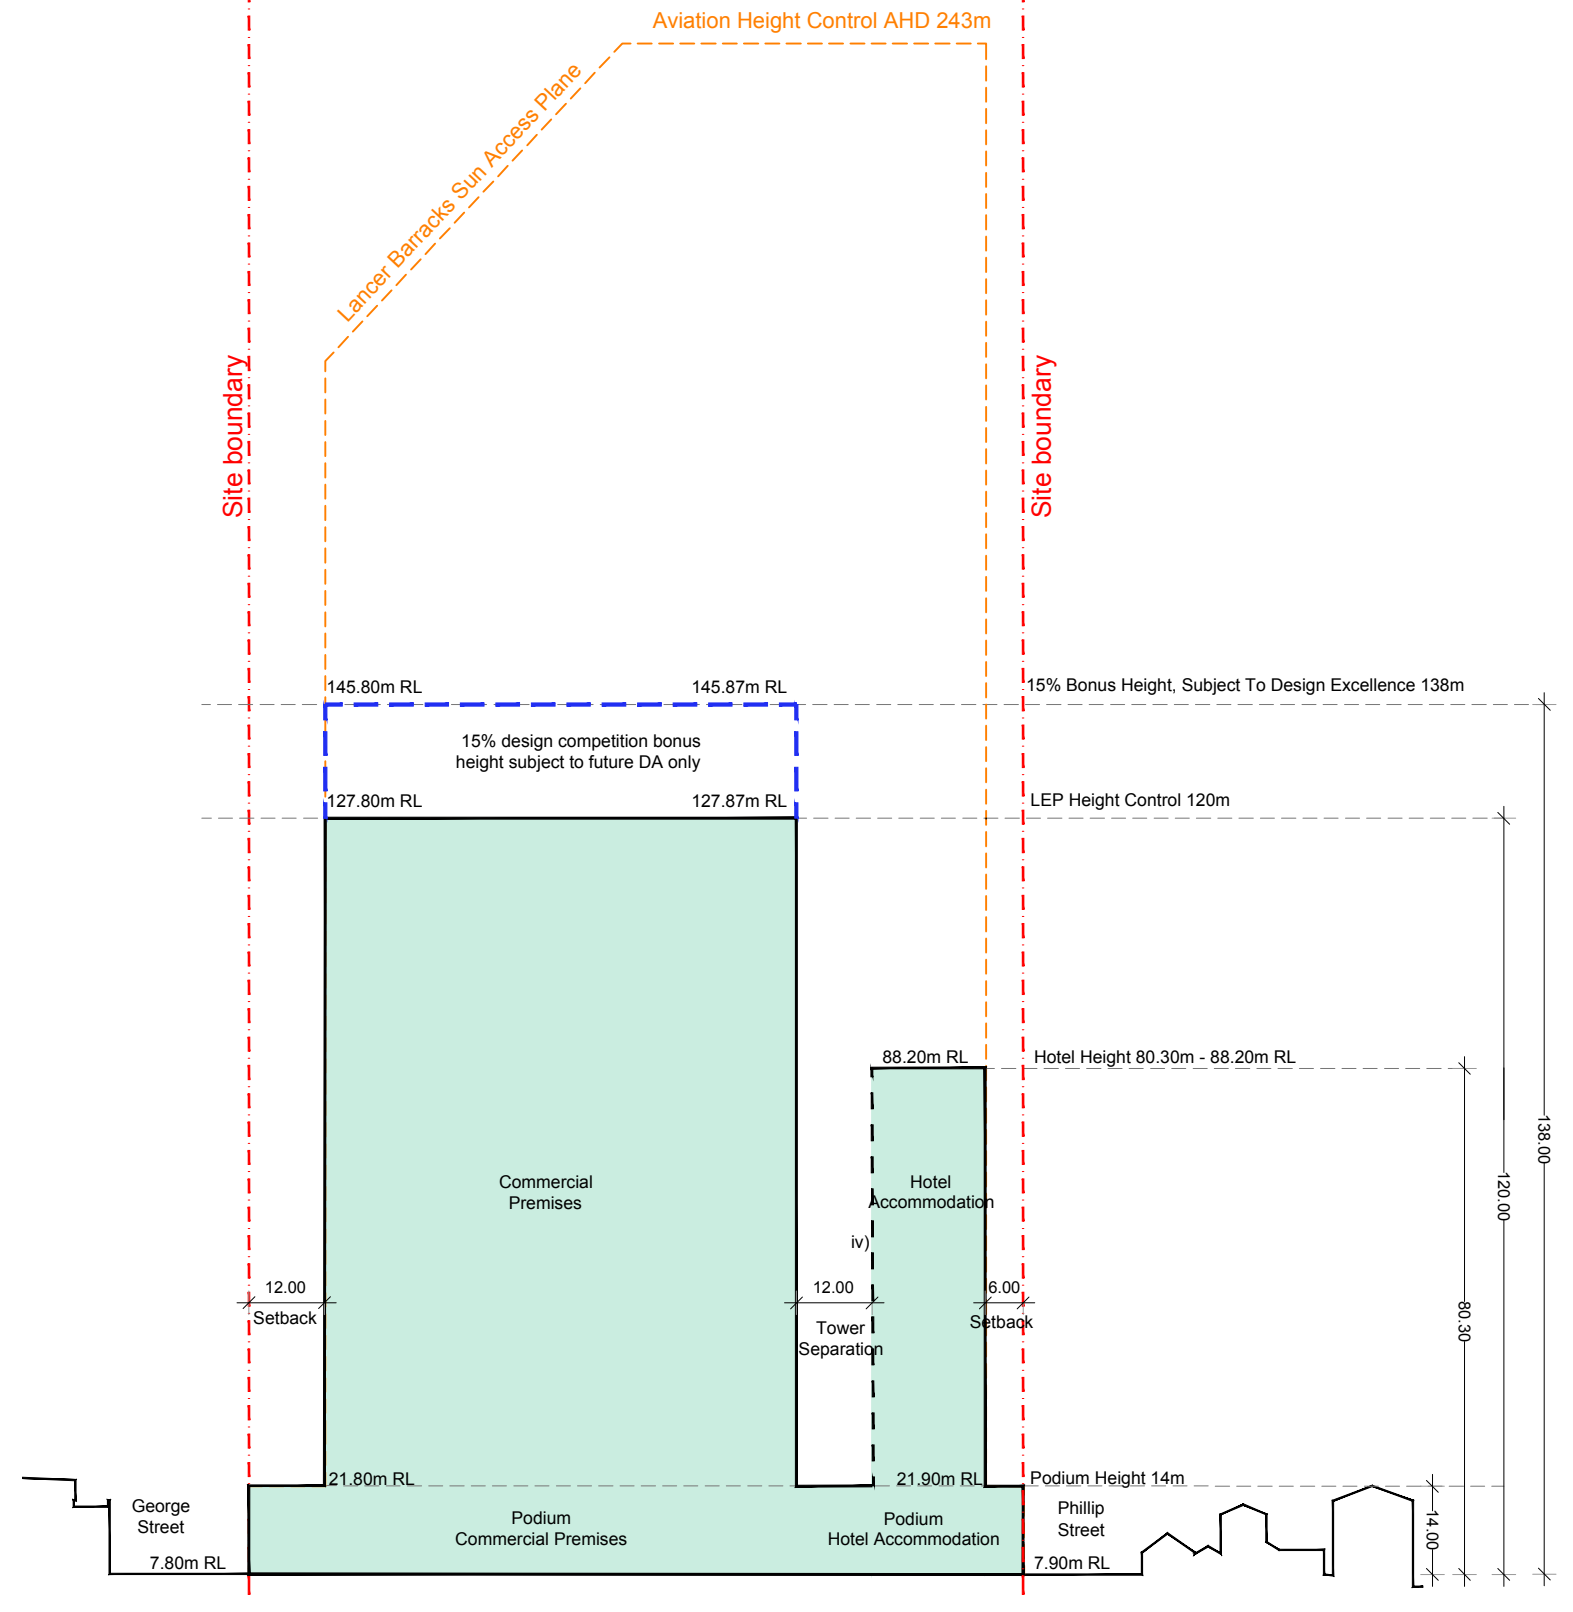 Aviation Height Control AHD 243m
Lancer Barracks Sun Access Plane
Site boundary
Site boundary
145.80m RL
145.87m RL
15% Bonus Height, Subject To Design Excellence 138m
15% design competition bonus
height subject to future DA only
127.80m RL
127.87m RL
LEP Height Control 120m
88.20m RL
Hotel Height 80.30m - 88.20m RL
138.00
120.00
80.30
14.00
Commercial
Premises
Hotel
Accommodation
iv)
12.00
Setback
12.00
Tower
Separation
6.00
Setback
21.80m RL
21.90m RL
Podium Height 14m
George
Street
Podium
Commercial Premises
Podium
Hotel Accommodation
Phillip
Street
7.80m RL
7.90m RL